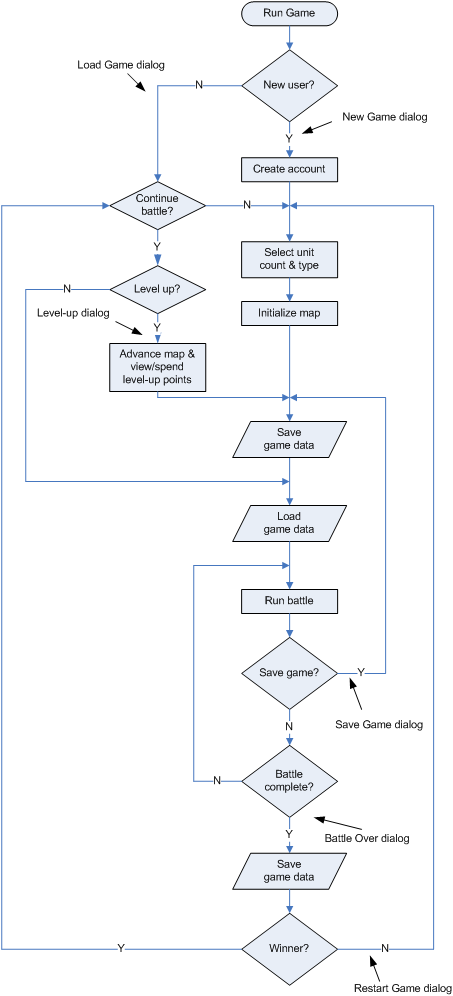 Run Game
Load Game dialog
New user?
N
New Game dialog
Y
Create account
Continue
battle?
N
Y
Select unit
count & type
Level up?
N
Level-up dialog
Y
Initialize map
Advance map &
view/spend
level-up points
Save
game data
Load
game data
Run battle
Save game?
Y
Save Game dialog
N
Battle
complete?
N
Battle Over dialog
Y
Save
game data
Winner?
Y
N
Restart Game dialog